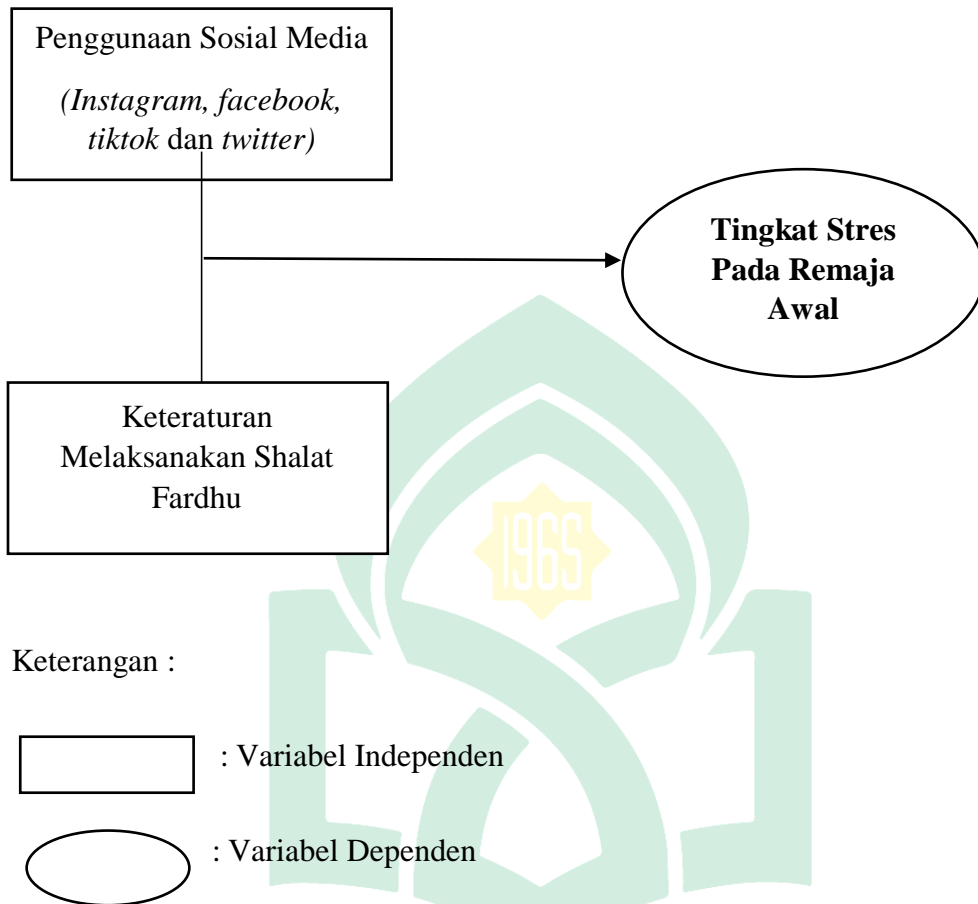 Penggunaan Sosial Media
(Instagram, facebook,
tiktok dan twitter)
Tingkat Stres
Pada Remaja
Awal
Keteraturan
Melaksanakan Shalat
Fardhu
1965
Keterangan :
: Variabel Independen
: Variabel Dependen